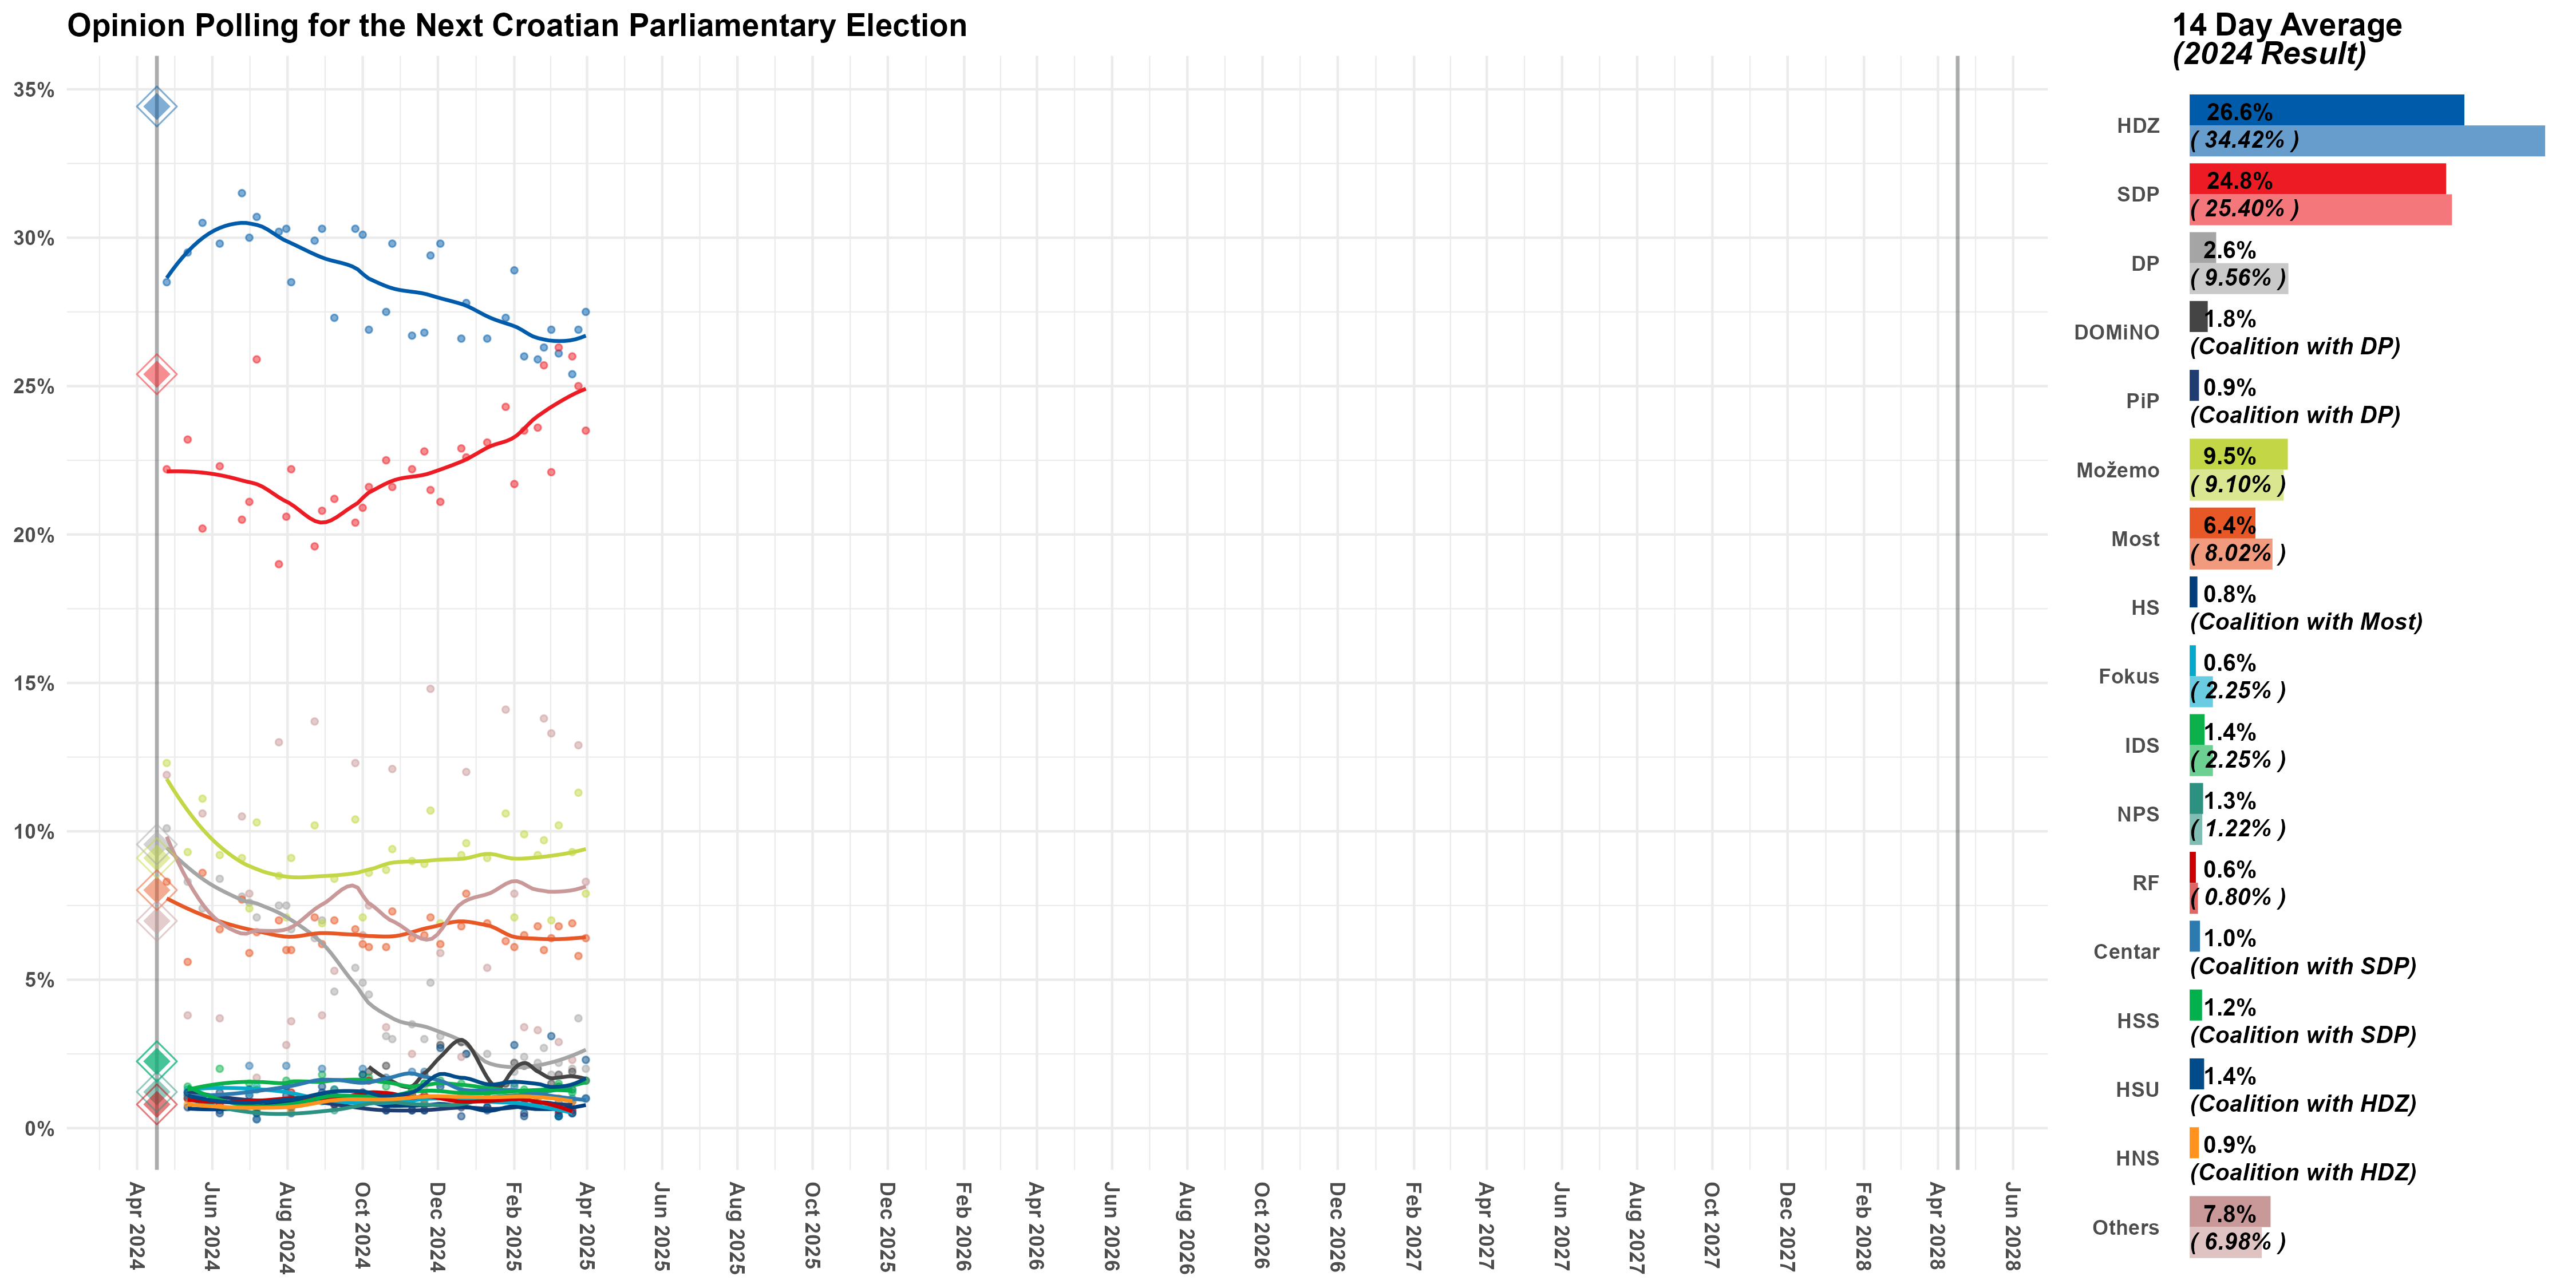 Opinion Polling for the Next Croatian Parliamentary Election
14 Day Average
(2024 Result)
35%
30%
25%
20%
15%
10%
5%
0%
Apr 2024
Jun 2024
Aug 2024
Oct 2024
Dec 2024
Feb 2025
Apr 2025
Jun 2025
Aug 2025
Oct 2025
Dec 2025
Feb 2026
Apr 2026
Jun 2026
Aug 2026
Oct 2026
Dec 2026
Feb 2027
Apr 2027
Jun 2027
Aug 2027
Oct 2027
Dec 2027
Feb 2028
Apr 2028
Jun 2028
HDZ
26.6%
( 34.42% )
SDP
24.8%
( 25.40% )
DP
2.6%
( 9.56% )
DOMiNO
1.8%
(Coalition with DP)
PiP
0.9%
(Coalition with DP)
Možemo
9.5%
( 9.10% )
Most
6.4%
( 8.02% )
HS
0.8%
(Coalition with Most)
Fokus
0.6%
( 2.25% )
IDS
1.4%
( 2.25% )
NPS
1.3%
( 1.22% )
RF
0.6%
( 0.80% )
Centar
1.0%
(Coalition with SDP)
HSS
1.2%
(Coalition with SDP)
HSU
1.4%
(Coalition with HDZ)
HNS
0.9%
(Coalition with HDZ)
Others
7.8%
( 6.98% )